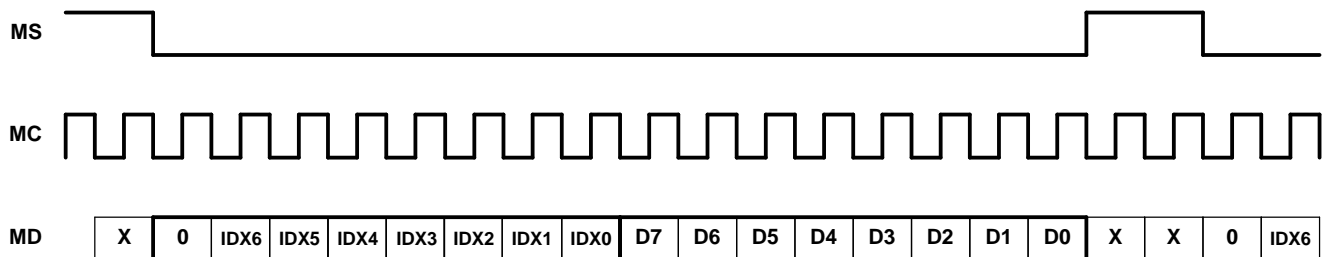 MS
MC
MD X 0 IDX6 IDX5 IDX4 IDX3 IDX2 IDX1 IDX0 D7 D6 D5 D4 D3 D2 D1 D0 X X 0 IDX6